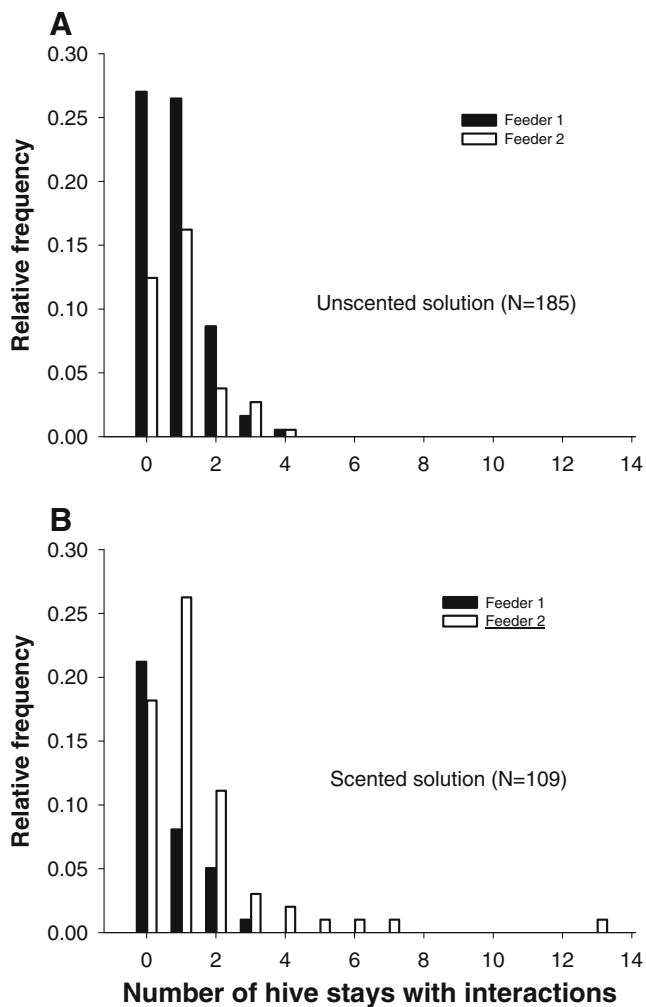 A
0.30
0.25
0.20
0.15
0.10
0.05
0.00
Relative frequency
Feeder 1
Feeder 2
Unscented solution (N=185)
0 2 4 6 8 10 12 14
B
0.30
0.25
0.20
0.15
0.10
0.05
0.00
Relative frequency
Feeder 1
Feeder 2
Scented solution (N=109)
0 2 4 6 8 10 12 14
Number of hive stays with interactions